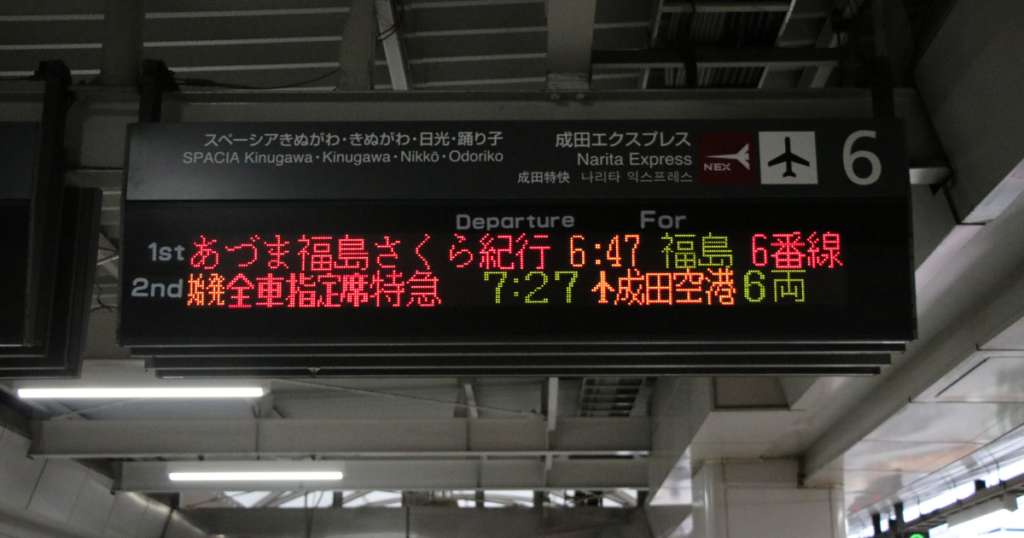 スペーシアきぬがわ・きぬがわ・日光・踊り子
SPACIA Kinugawa・Kinugawa・Nikkō・Odoriko
成田エクスプレス
Narita Express
成田特快 나리타 익스프레스
NEX
6
Departure For
1st あづま福島さくら紀行 6:47 福島 6番線
2nd 始発全車指定席特急 7:27 成田空港 6両